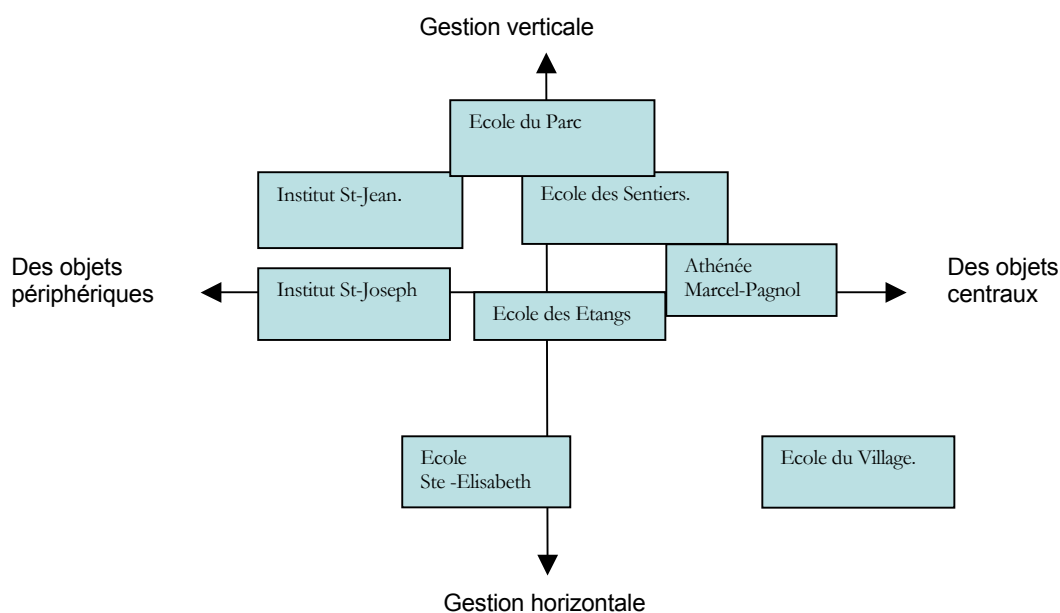 Gestion verticale
Ecole du Parc
Institut St-Jean.
Ecole des Sentiers.
Des objets
périphériques
Institut St-Joseph
Athénée
Marcel-Pagnol
Des objets
centraux
Ecole des Etangs
Ecole
Ste -Elisabeth
Ecole du Village.
Gestion horizontale